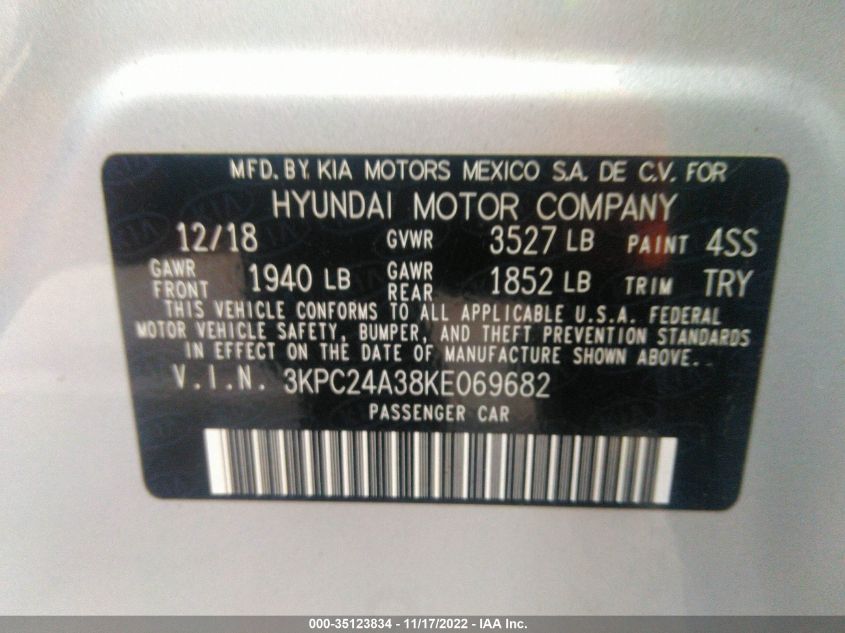 MFD. BY KIA MOTORS MEXICO S.A. DE C.V. FOR
HYUNDAI MOTOR COMPANY
12/18 GVWR 3527 LB PAINT 4SS
GAWR FRONT 1940 LB GAWR REAR 1852 LB TRIM TRY
THIS VEHICLE CONFORMS TO ALL APPLICABLE U.S.A. FEDERAL
MOTOR VEHICLE SAFETY, BUMPER, AND THEFT PREVENTION STANDARDS
IN EFFECT ON THE DATE OF MANUFACTURE SHOWN ABOVE..
V.I.N. 3KPC24A38KE069682
PASSENGER CAR
000-35123834 - 11/17/2022 - IAA Inc.